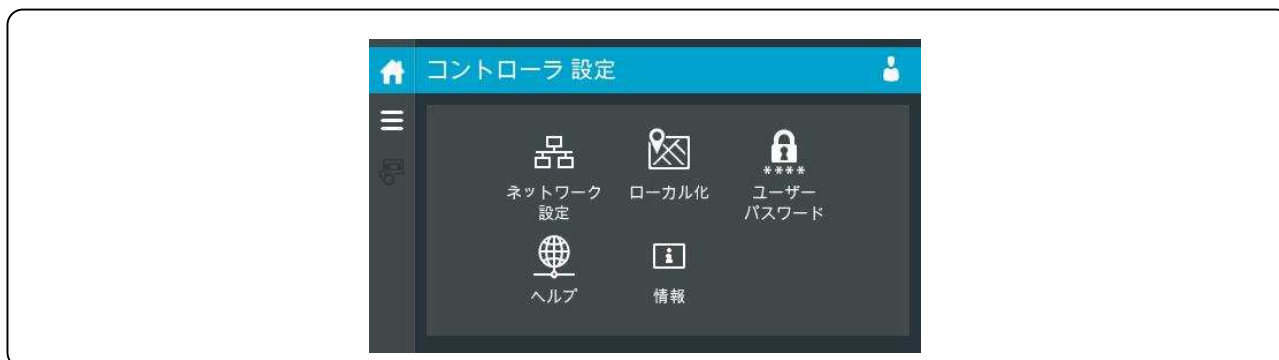 コントローラ 設定
****
ネットワーク ローカル化 ユーザー
設定 パスワード
ヘルプ 情報